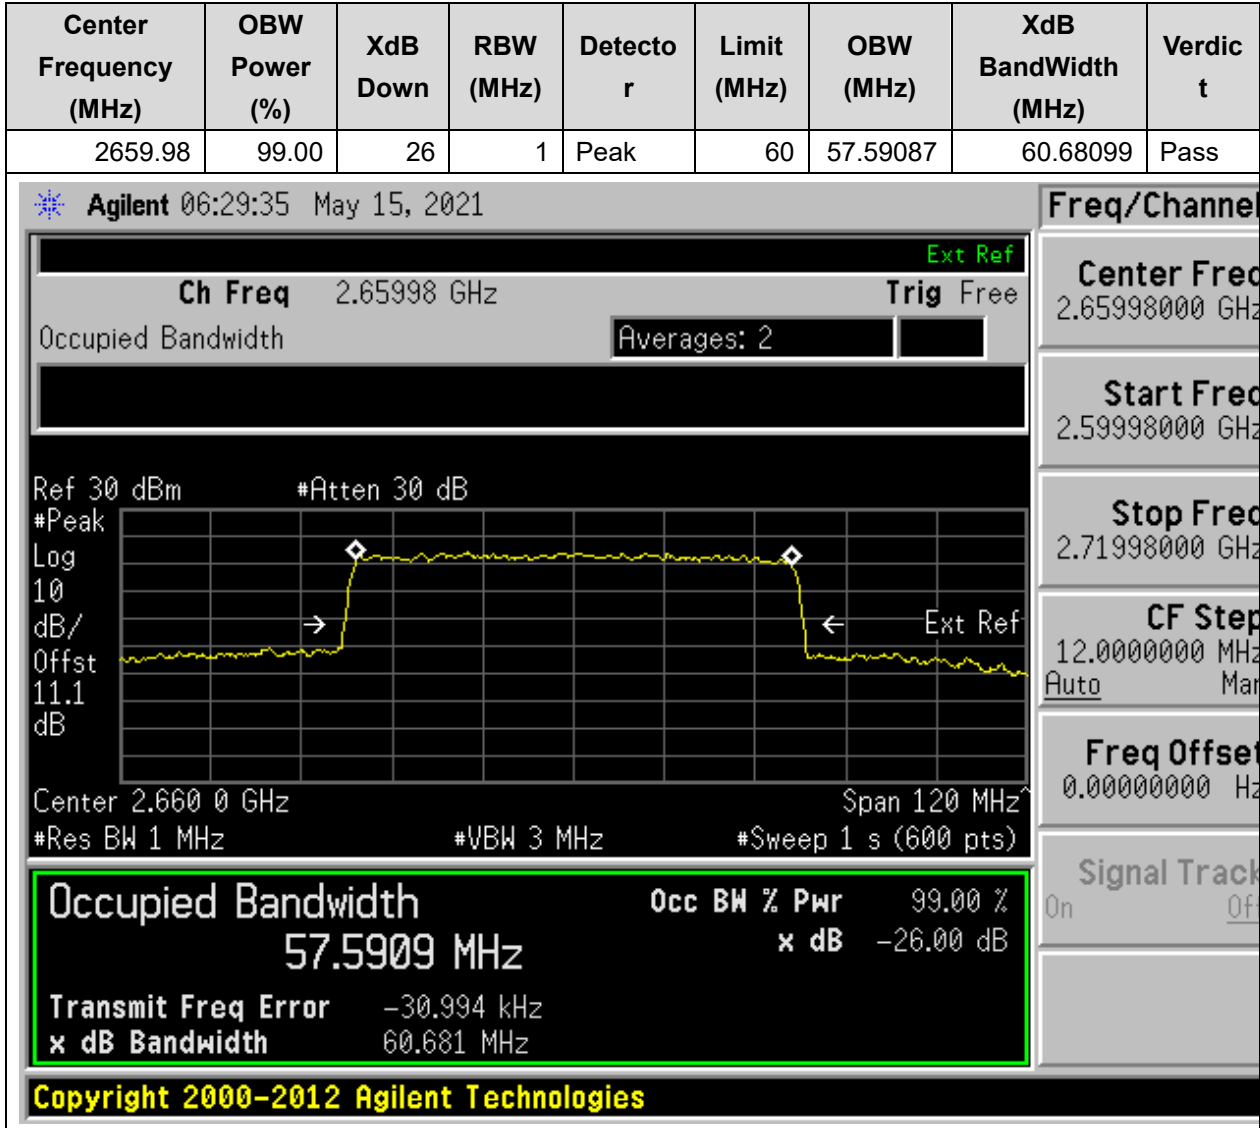 Center Frequency (MHz) OBW Power (%) XdB Down RBW (MHz) Detecto r Limit (MHz) OBW (MHz) XdB BandWidth (MHz) Verdic t
2659.98 99.00 26 1 Peak 60 57.59087 60.68099 Pass
Agilent 06:29:35 May 15, 2021
Freq/Channel
Ext Ref
Ch Freq 2.65998 GHz Trig Free
Occupied Bandwidth Averages: 2
Center Freq
2.65998000 GHz
Start Freq
2.59998000 GHz
Stop Freq
2.71998000 GHz
CF Step
12.0000000 MHz
Auto Man
Freq Offset
0.00000000 Hz
Signal Track
On Off
Ref 30 dBm #Atten 30 dB
#Peak
Log
10
dB/
Offst
11.1
dB
Ext Ref
Center 2.660 0 GHz Span 120 MHz^
#Res BW 1 MHz #VBW 3 MHz #Sweep 1 s (600 pts)
Occupied Bandwidth Occ BW % Pwr 99.00 %
57.5909 MHz x dB -26.00 dB
Transmit Freq Error -30.994 kHz
x dB Bandwidth 60.681 MHz
Copyright 2000-2012 Agilent Technologies